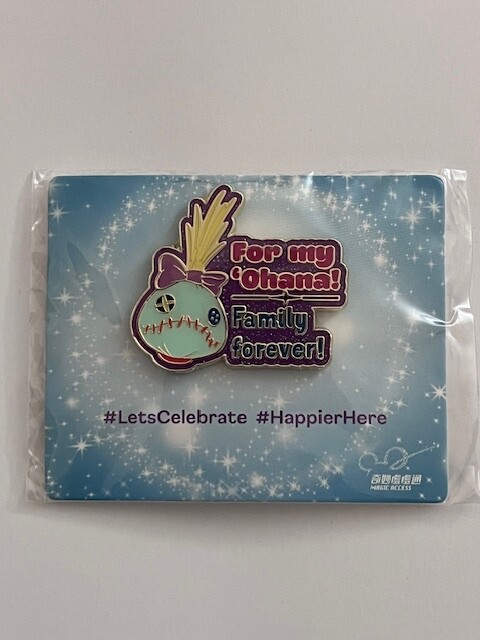 For my
‘Ohana!
Family
forever!
#LetsCelebrate #HappierHere
奇妙處處通
MAGIC ACCESS